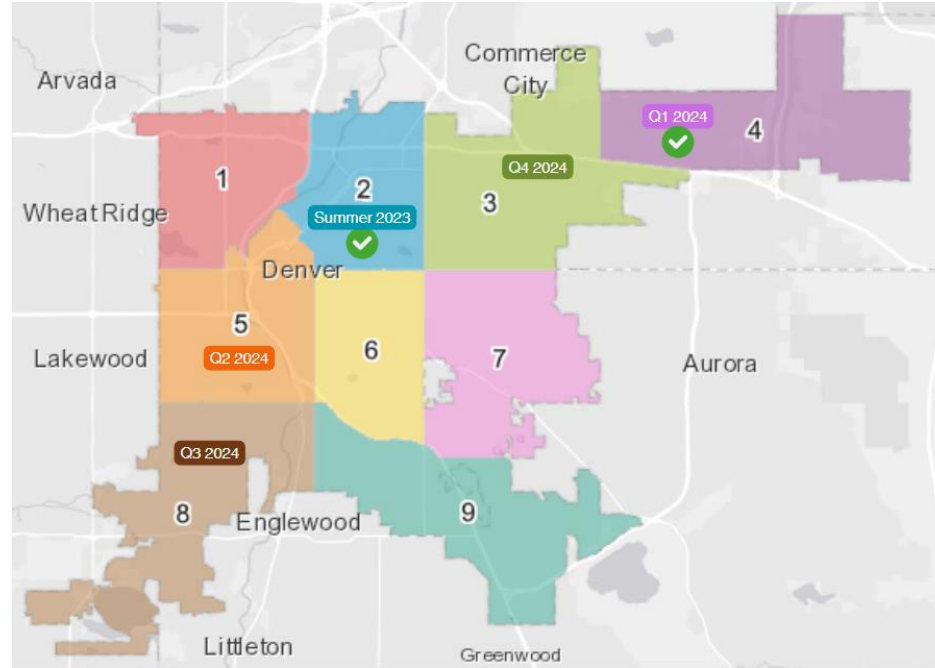 Commerce
City
Arvada
Q1 2024
4
1
2
Q4 2024
3
Wheat Ridge
Summer 2023
Denver
5
6
7
Lakewood
Q2 2024
Aurora
Q3 2024
8
9
Englewood
Littleton
Greenwood